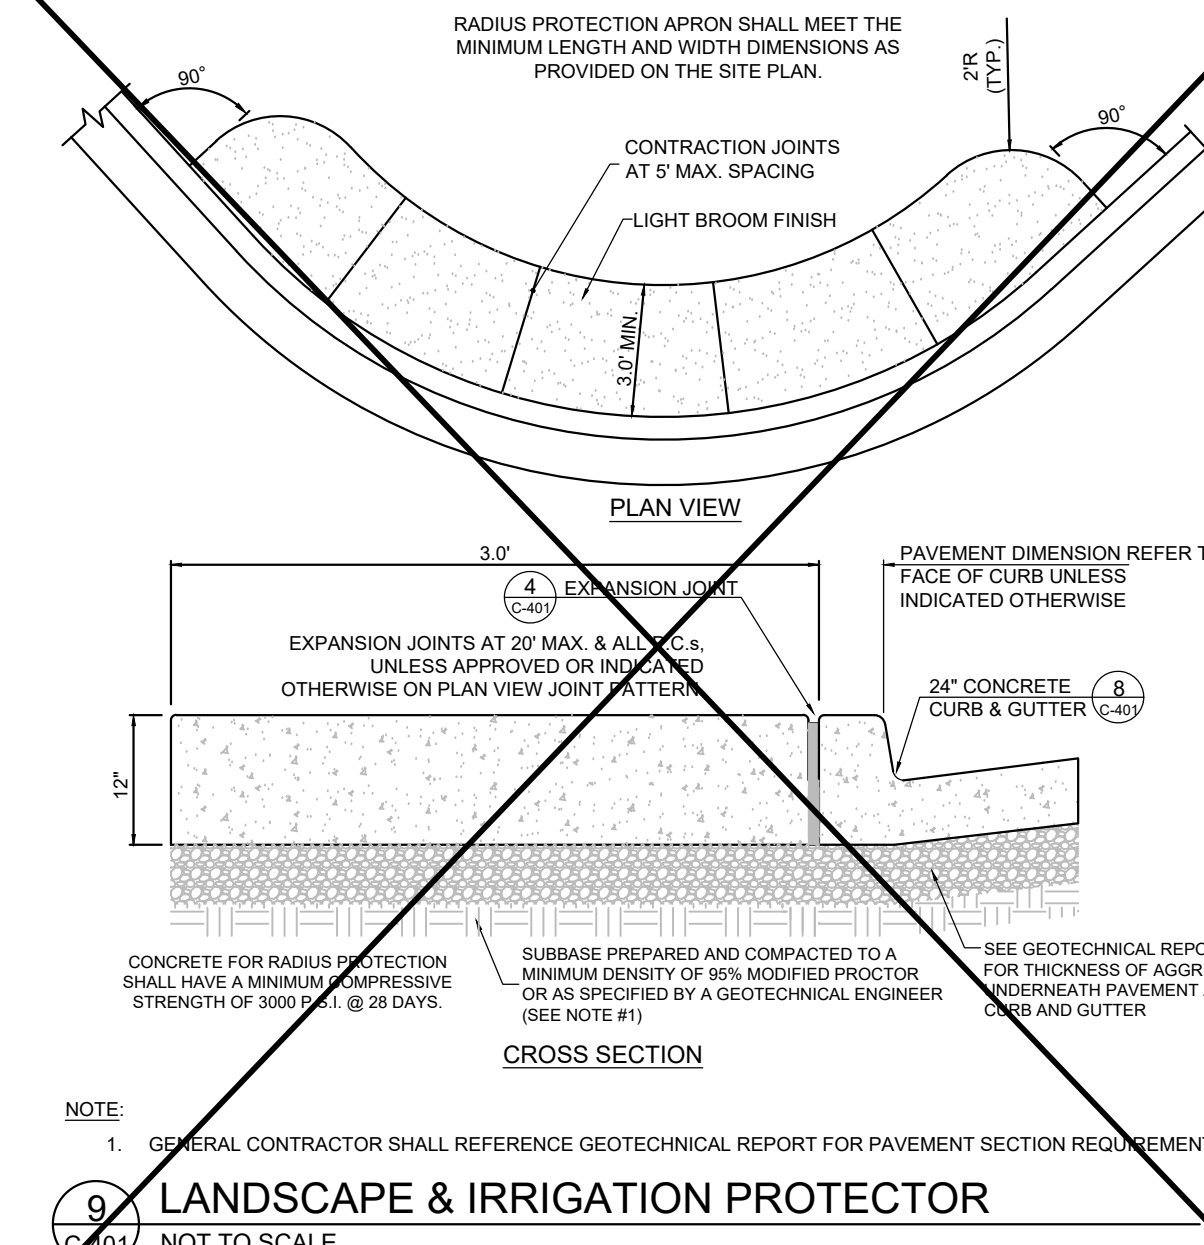 RADIUS PROTECTION APRON SHALL MEET THE
MINIMUM LENGTH AND WIDTH DIMENSIONS AS
PROVIDED ON THE SITE PLAN.
90°
2'R
(TYP.)
90°
CONTRACTION JOINTS
AT 5' MAX. SPACING
LIGHT BROOM FINISH
3.0' MIN.
PLAN VIEW
3.0'
PAVEMENT DIMENSION REFER T
FACE OF CURB UNLESS
INDICATED OTHERWISE
4
C-401
EXPANSION JOINT
EXPANSION JOINTS AT 20' MAX. & ALL P.C.s,
UNLESS APPROVED OR INDICATED
OTHERWISE ON PLAN VIEW JOINT PATTERN.
24" CONCRETE
CURB & GUTTER
8
C-401
12"
CONCRETE FOR RADIUS PROTECTION
SHALL HAVE A MINIMUM COMPRESSIVE
STRENGTH OF 3000 P.S.I. @ 28 DAYS.
SUBBASE PREPARED AND COMPACTED TO A
MINIMUM DENSITY OF 95% MODIFIED PROCTOR
OR AS SPECIFIED BY A GEOTECHNICAL ENGINEER
(SEE NOTE #1)
SEE GEOTECHNICAL REPO
FOR THICKNESS OF AGGR
UNDERNEATH PAVEMENT
CURB AND GUTTER
CROSS SECTION
NOTE:
1. GENERAL CONTRACTOR SHALL REFERENCE GEOTECHNICAL REPORT FOR PAVEMENT SECTION REQUIREMEN
9
C-401
LANDSCAPE & IRRIGATION PROTECTOR
NOT TO SCALE